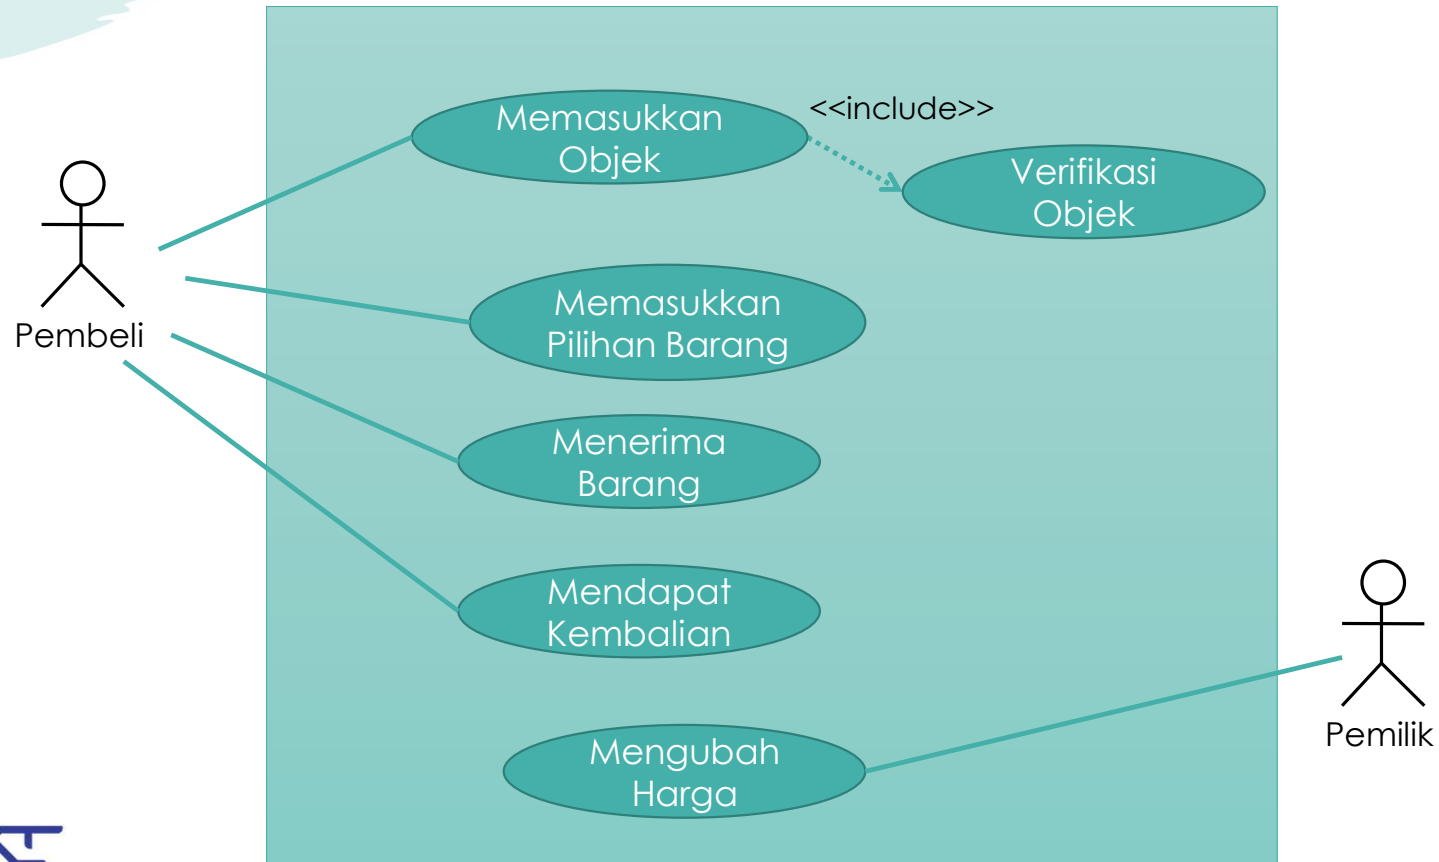 Memasukkan
Objek
<<include>>
Verifikasi
Objek
Memasukkan
Pilihan Barang
Pembeli
Menerima
Barang
Mendapat
Kembalian
Mengubah
Harga
Pemilik